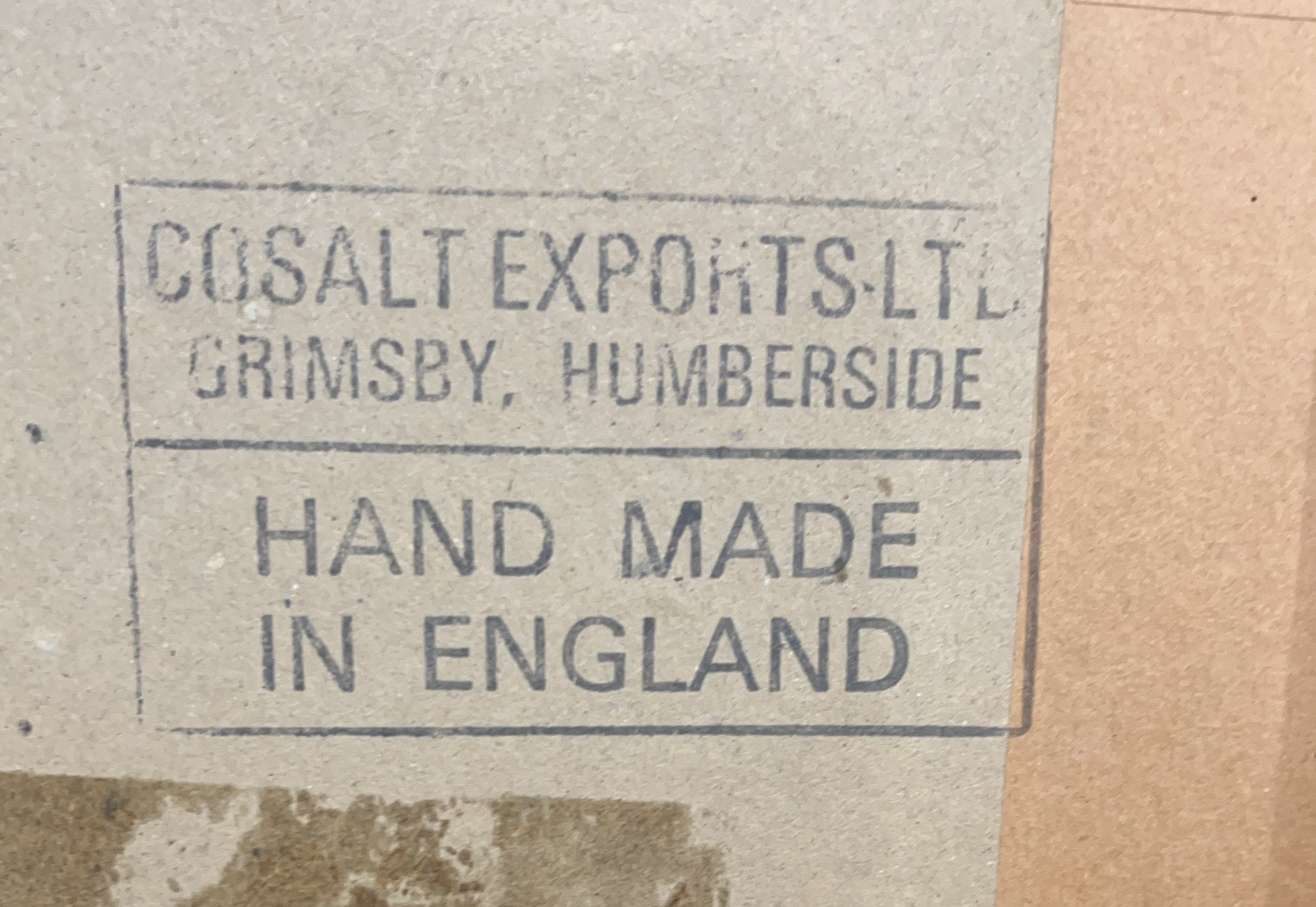 COSALT EXPORTS·LTD
GRIMSBY, HUMBERSIDE
HAND MADE
IN ENGLAND